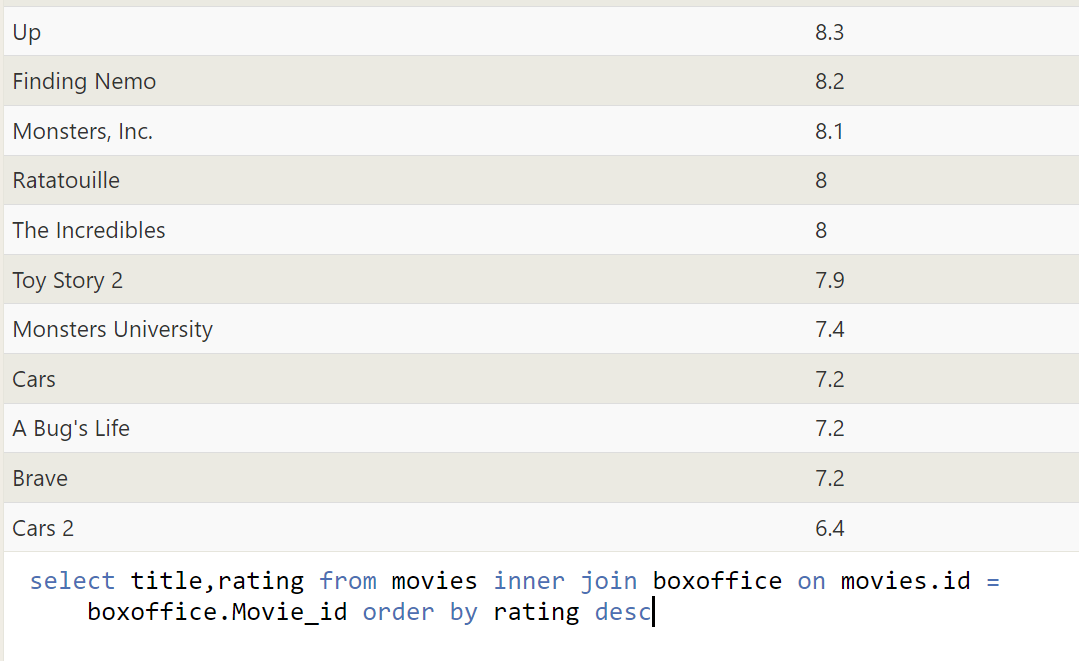 Up 8.3
Finding Nemo 8.2
Monsters, Inc. 8.1
Ratatouille 8
The Incredibles 8
Toy Story 2 7.9
Monsters University 7.4
Cars 7.2
A Bug's Life 7.2
Brave 7.2
Cars 2 6.4
select title,rating from movies inner join boxoffice on movies.id =
boxoffice.Movie_id order by rating desc